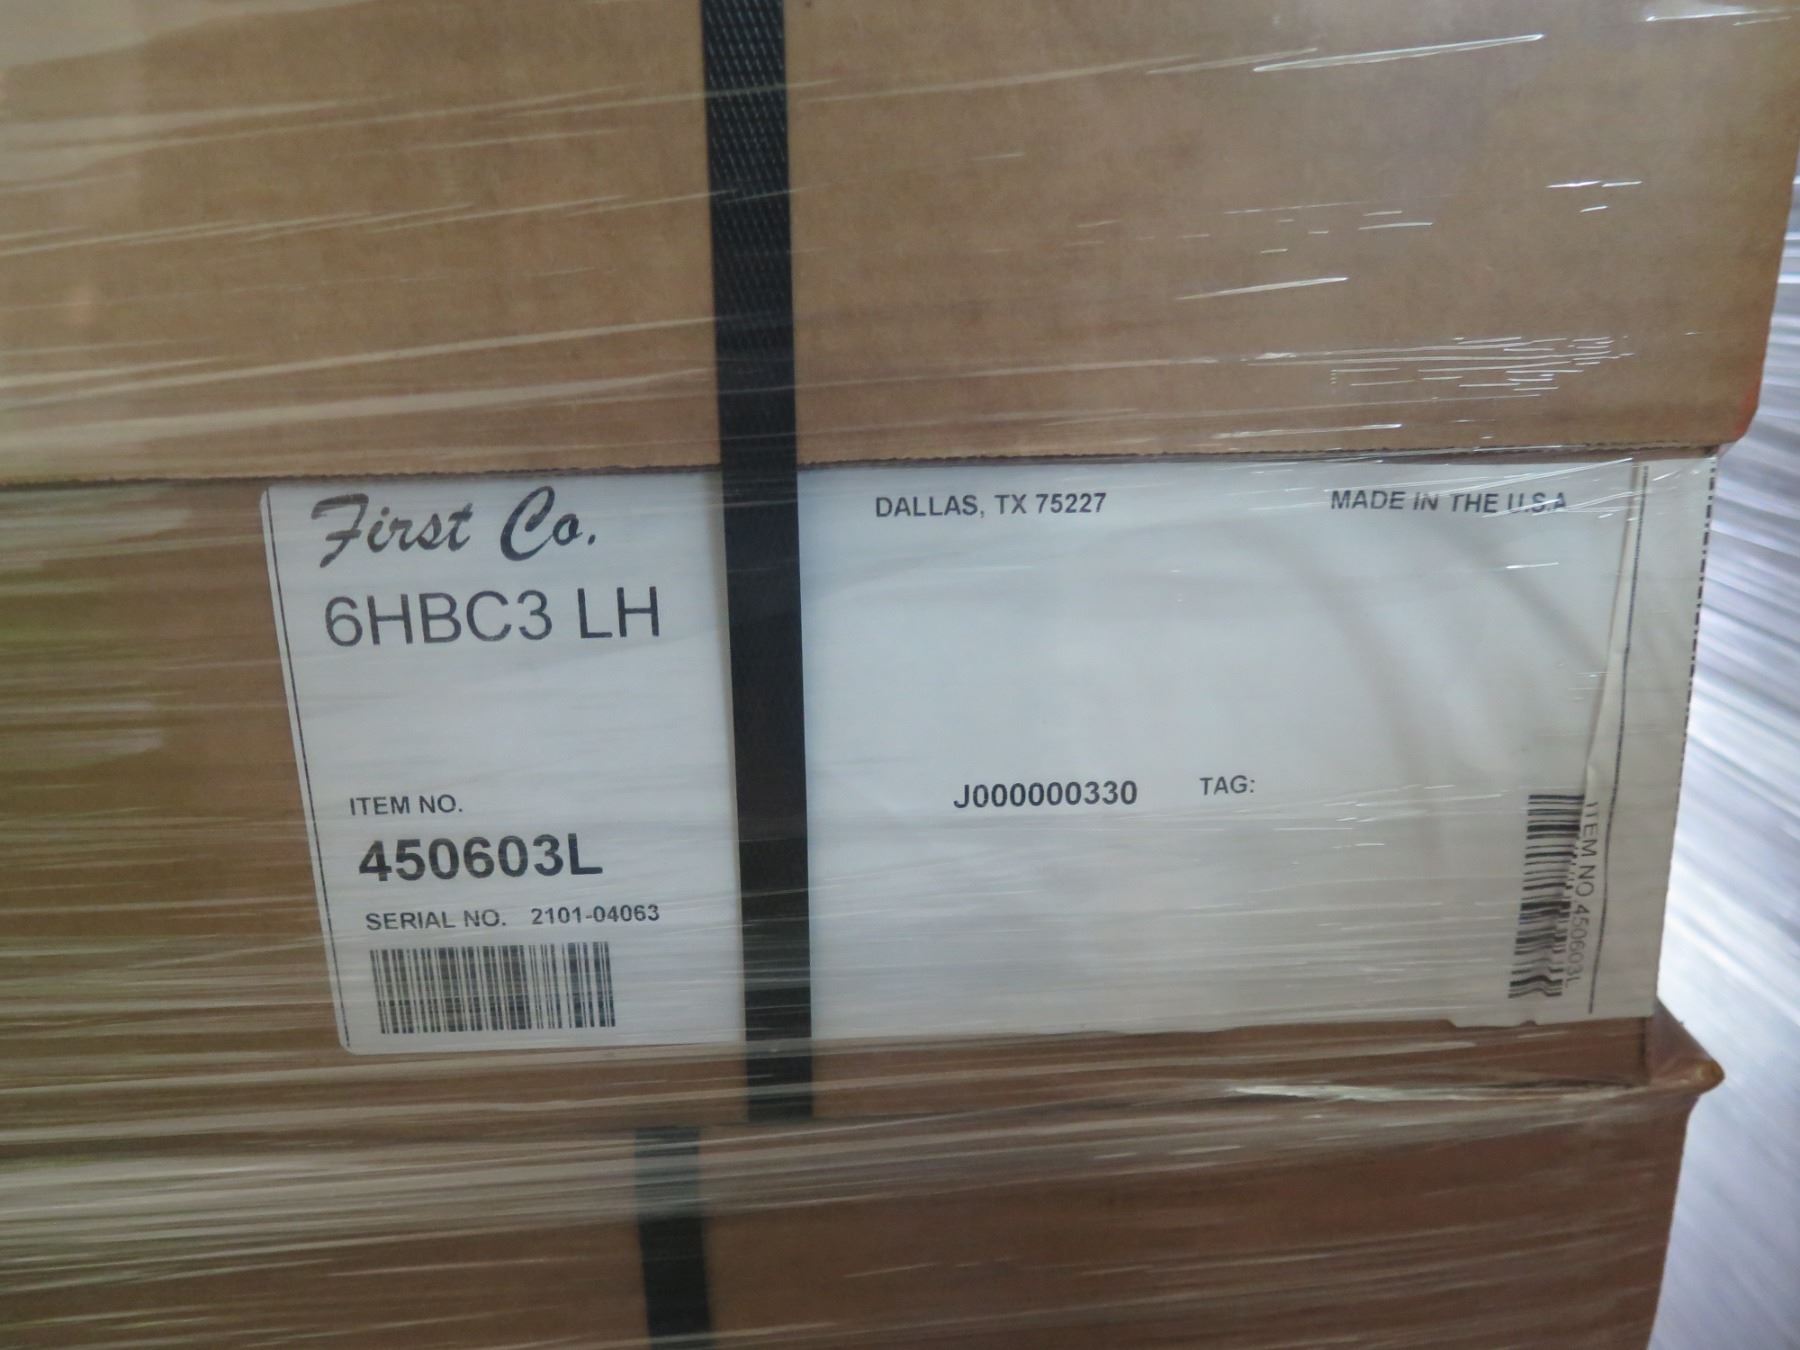 First Co.
DALLAS, TX 75227
MADE IN THE U.S.A
6HBC3 LH
ITEM NO.
J000000330
TAG:
450603L
SERIAL NO. 2101-04063
ITEM NO. 450603L